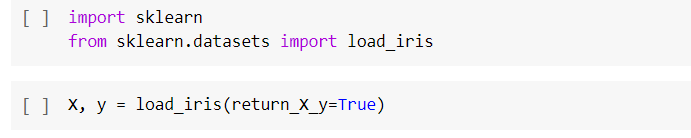 [ ] import sklearn
from sklearn.datasets import load_iris
[ ] X, y = load_iris(return_X_y=True)